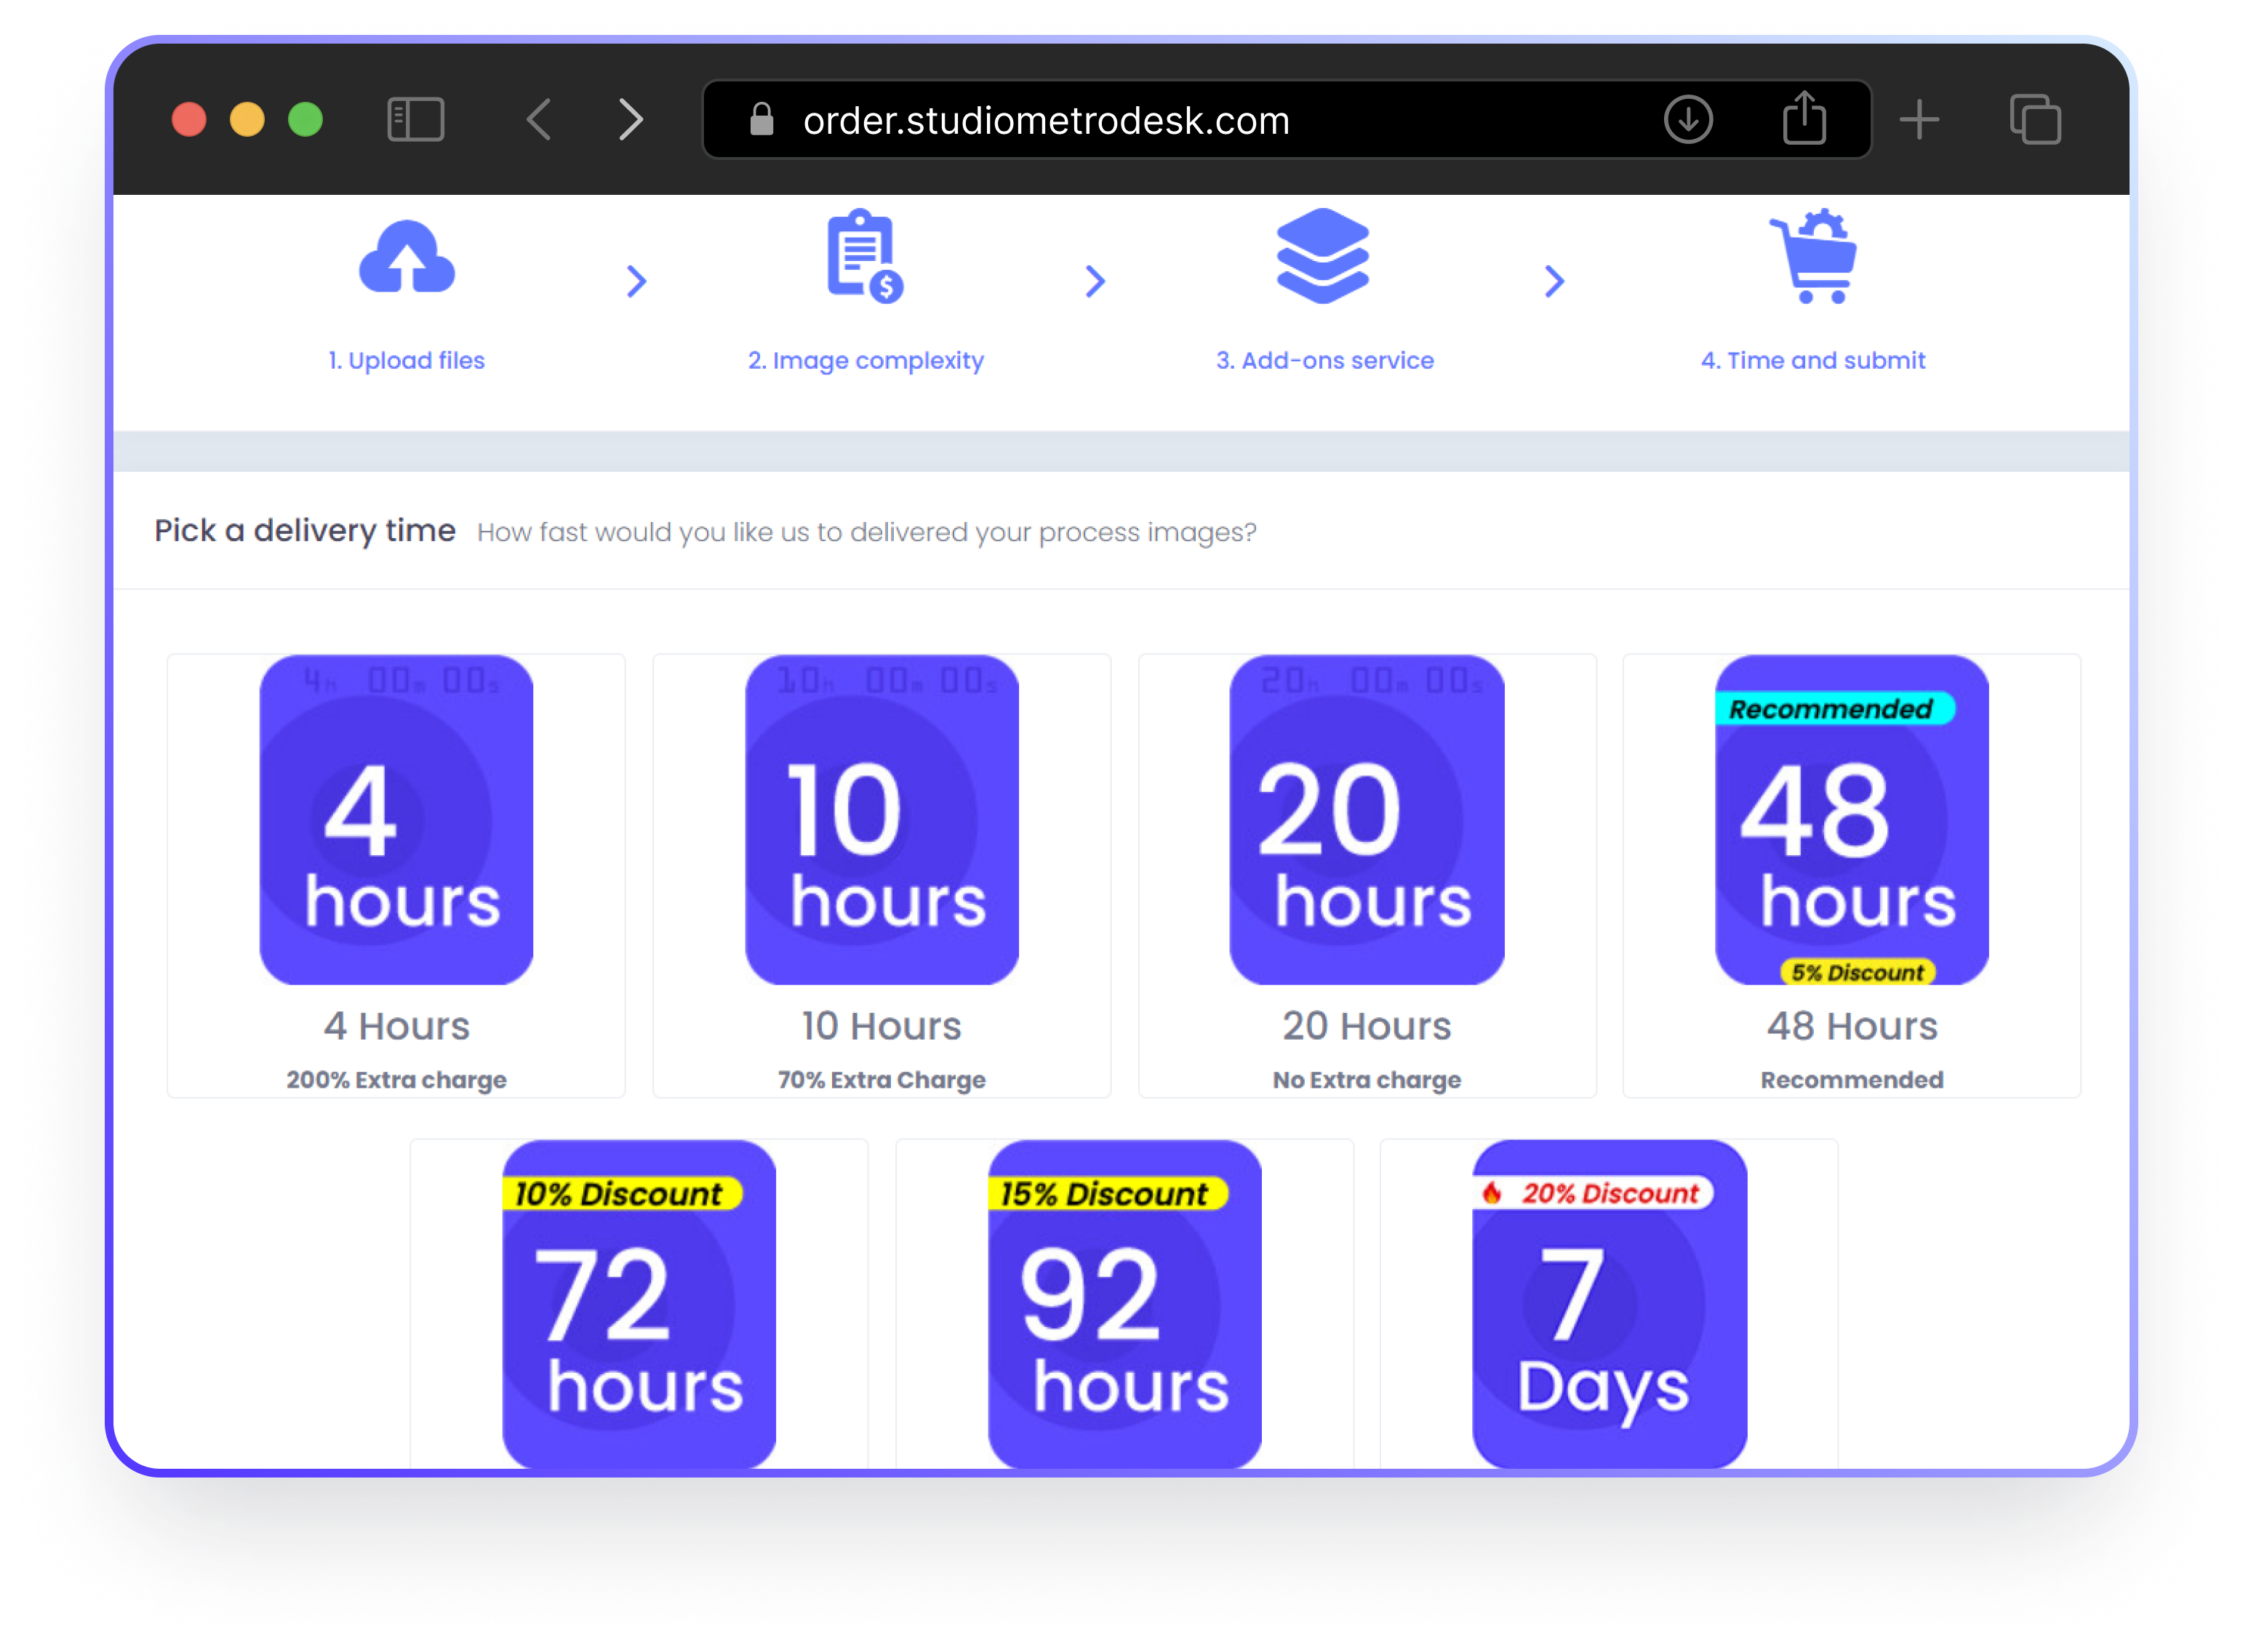 order.studiometrodesk.com
1. Upload files
2. Image complexity
3. Add-ons service
4. Time and submit
Pick a delivery time How fast would you like us to delivered your process images?
4h 00m 00s
4
hours
4 Hours
200% Extra charge
10h 00m 00s
10
hours
10 Hours
70% Extra Charge
20h 00m 00s
20
hours
20 Hours
No Extra charge
Recommended
48
hours
5% Discount
48 Hours
Recommended
10% Discount
72
hours
15% Discount
92
hours
🔥 20% Discount
7
Days